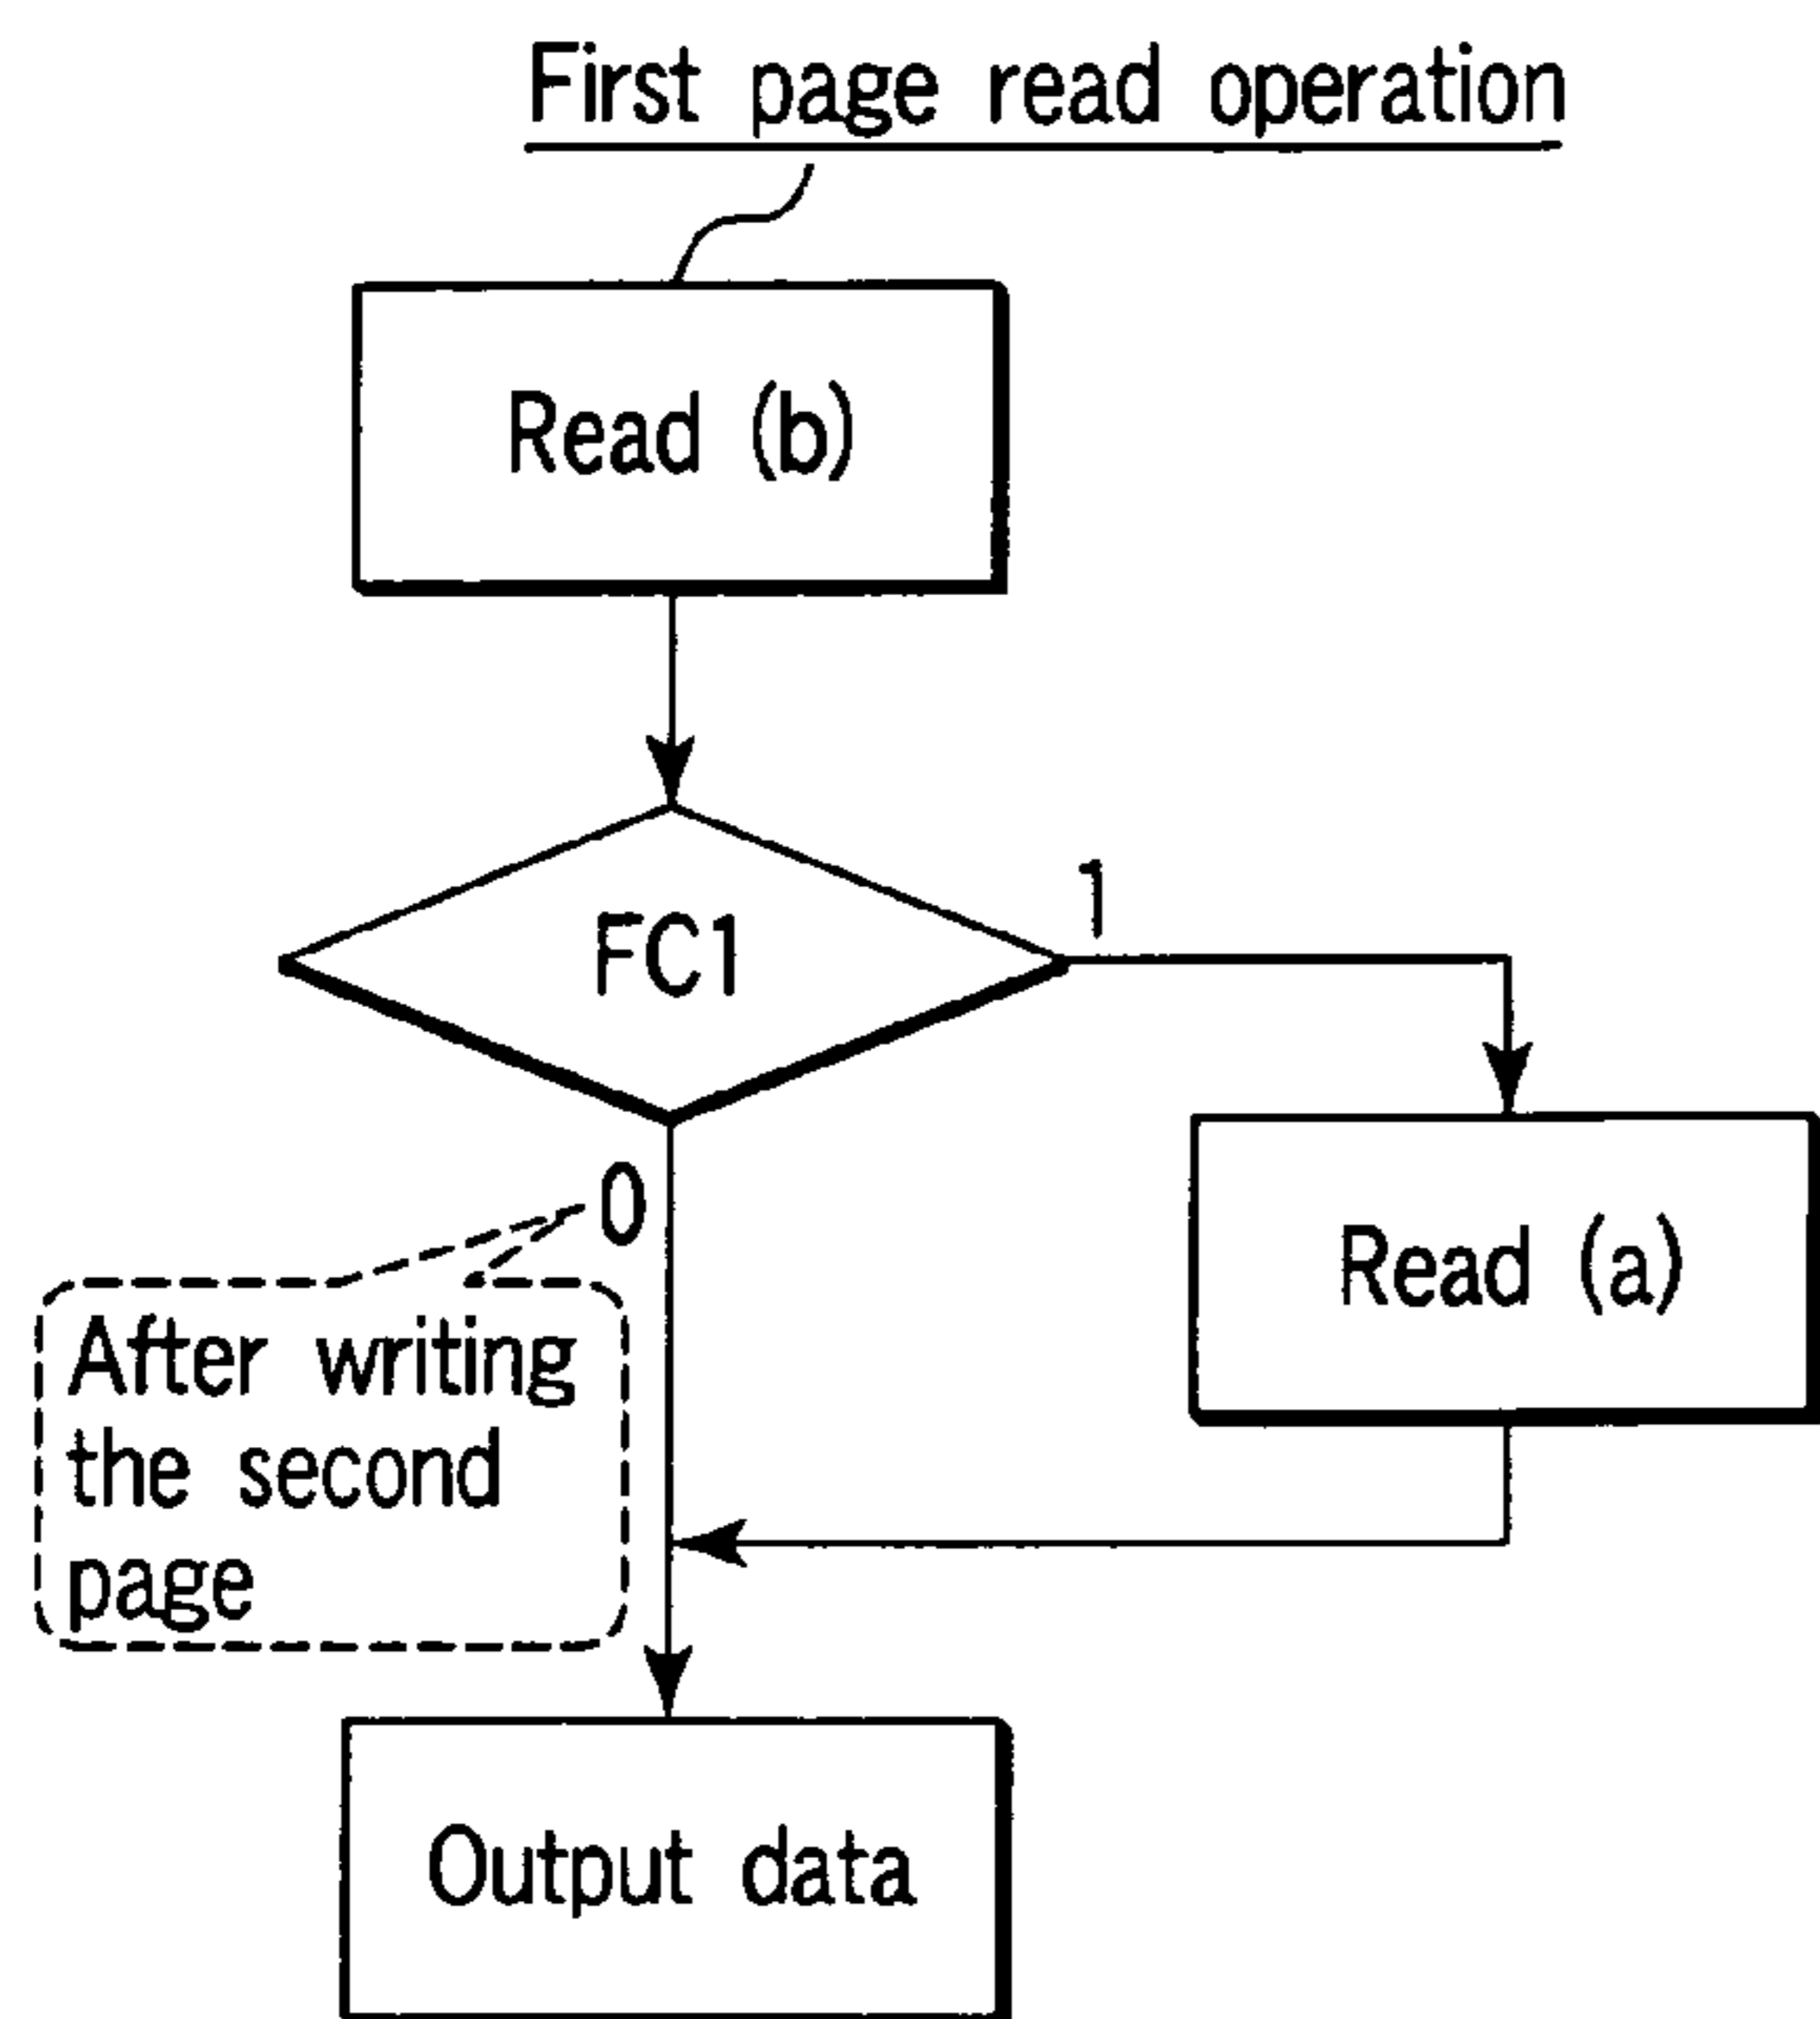 First page read operation
Read (b)
FC1
1
0
After writing
the second
page
Read (a)
Output data